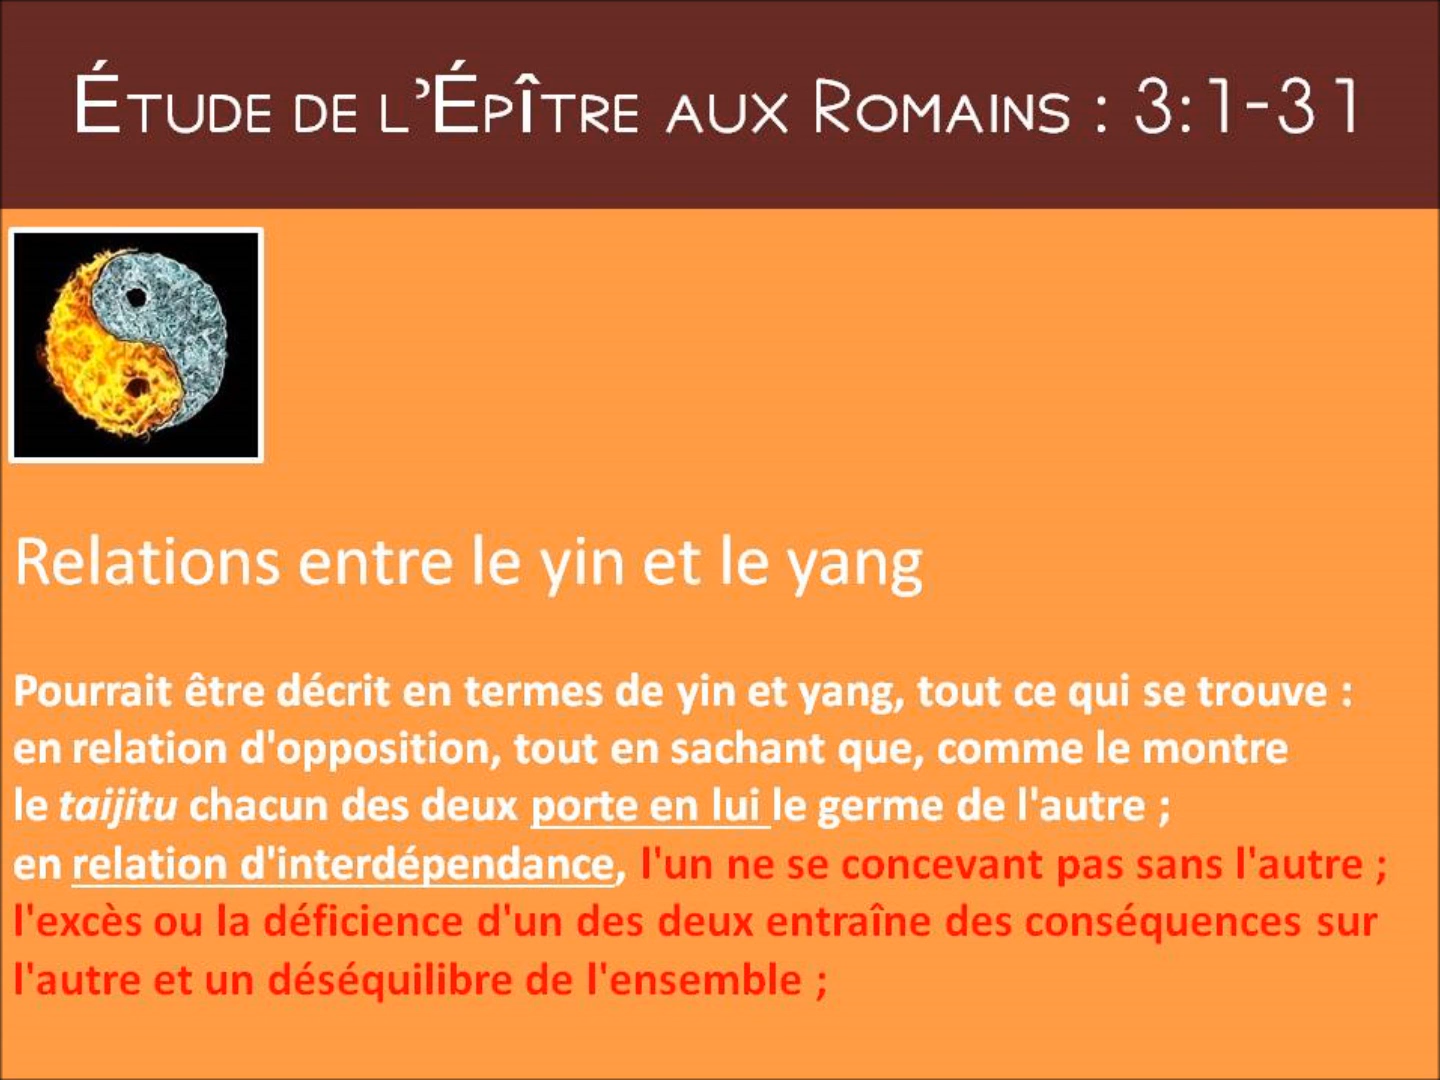 Étude de l'Épître aux Romains : 3:1-31
Relations entre le yin et le yang
Pourrait être décrit en termes de yin et yang, tout ce qui se trouve :
en relation d'opposition, tout en sachant que, comme le montre
le taijitu chacun des deux porte en lui le germe de l'autre ;
en relation d'interdépendance, l'un ne se concevant pas sans l'autre ;
l'excès ou la déficience d'un des deux entraîne des conséquences sur
l'autre et un déséquilibre de l'ensemble ;